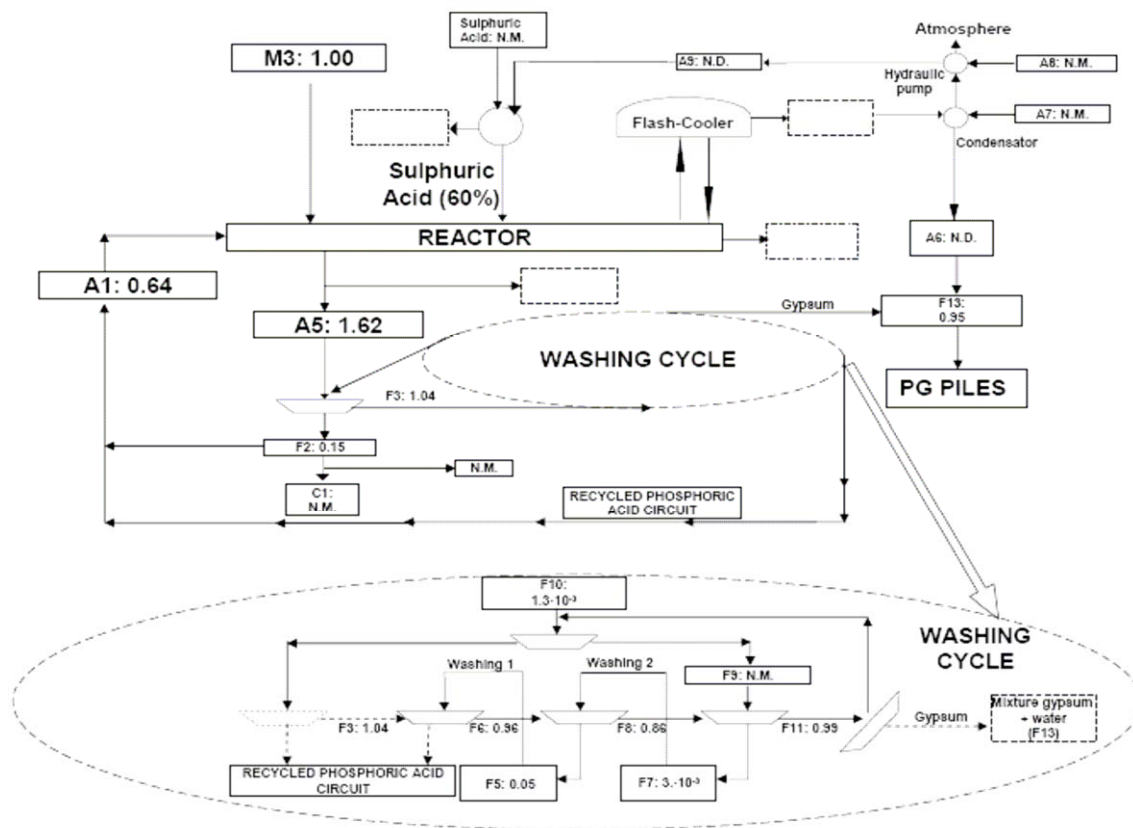 Sulphuric
Acid: N.M.
Atmosphere
M3: 1.00
A9: N.D.
A8: N.M.
Hydraulic
pump
Flash-Cooler
A7: N.M.
Condensator
Sulphuric
Acid (60%)
REACTOR
A6: N.D.
A1: 0.64
Gypsum
F13:
0.95
A5: 1.62
WASHING CYCLE
PG PILES
F3: 1.04
F2: 0.15
N.M.
C1:
N.M.
RECYCLED PHOSPHORIC
ACID CIRCUIT
F10:
1.3·10⁻³
WASHING
CYCLE
Washing 1
Washing 2
F9: N.M.
F3: 1.04
F6: 0.96
F8: 0.86
F11: 0.99
Gypsum
Mixture gypsum
+ water
(F13)
RECYCLED PHOSPHORIC ACID
CIRCUIT
F5: 0.05
F7: 3.·10⁻³